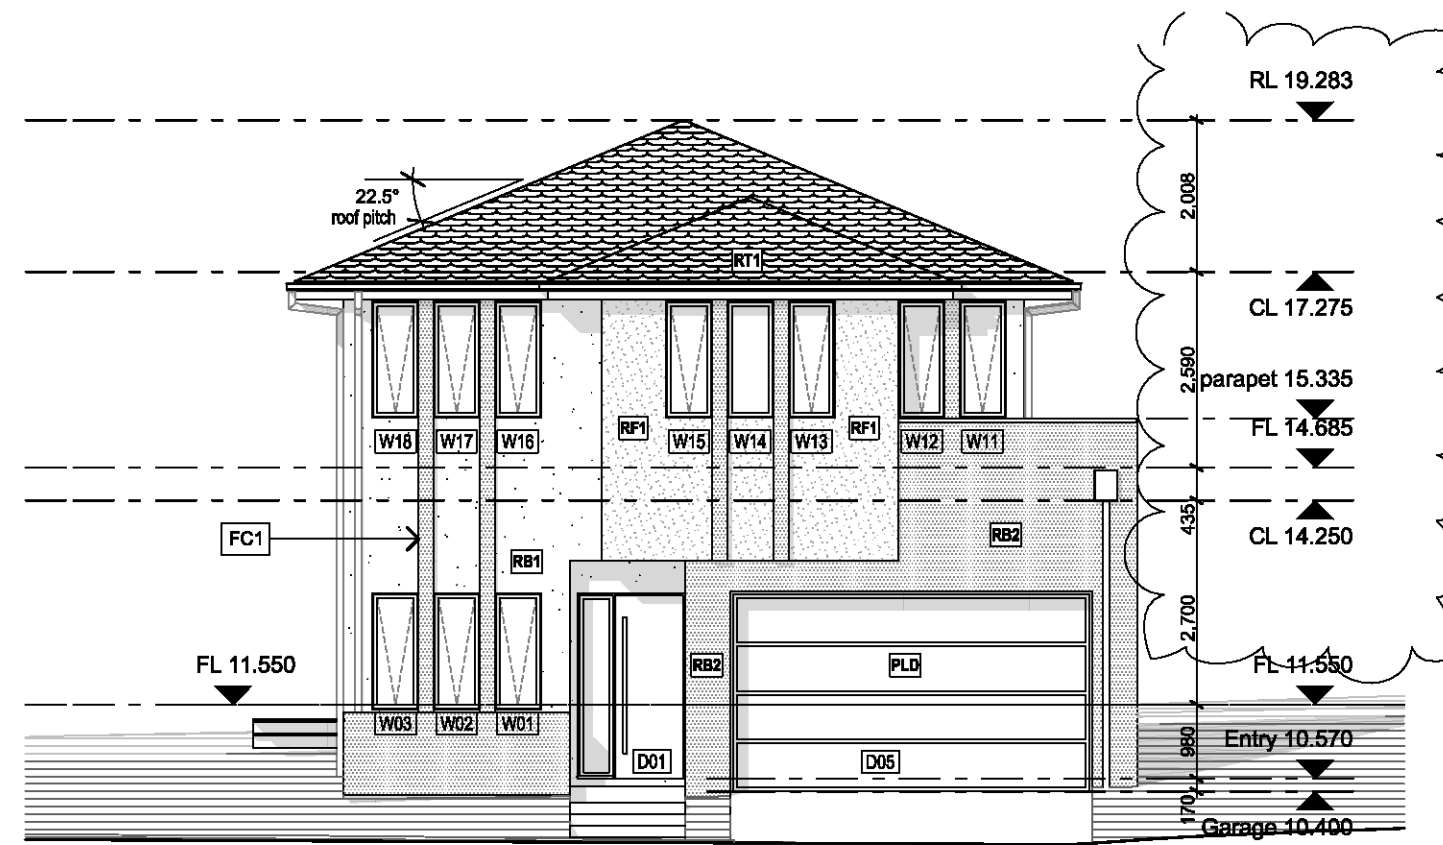 RL 19.283
22.5°
roof pitch
2,008
RT1
CL 17.275
2,590
parapet 15.335
W18 W17 W16 RF1 W15 W14 W13 RF1 W12 W11
FL 14.685
435
FC1
RB1
RB2
CL 14.250
2,700
FL 11.550
RB2
PLD
FL 11.550
W03 W02 W01
980
Entry 10.570
D01
D05
170
Garage 10.400